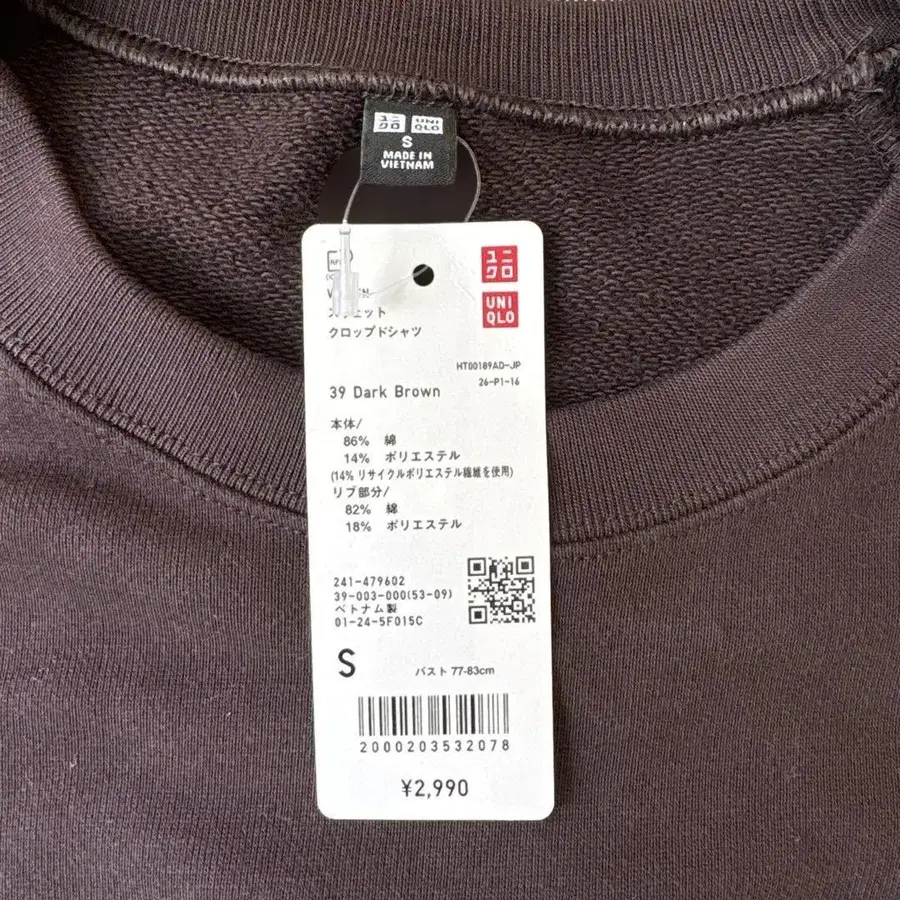 ユニ
クロ
UNI
QLO
S
MADE IN
VIETNAM
ユニ
クロ
UNI
QLO
クロップドシャツ
HT00189AD-JP
26-P1-16
39 Dark Brown
本体/
86% 綿
14% ポリエステル
(14% リサイクルポリエステル繊維を使用)
リブ部分/
82% 綿
18% ポリエステル
241-479602
39-003-000(53-09)
ベトナム製
01-24-5F015C
S バスト 77-83cm
2000203532078
¥2,990